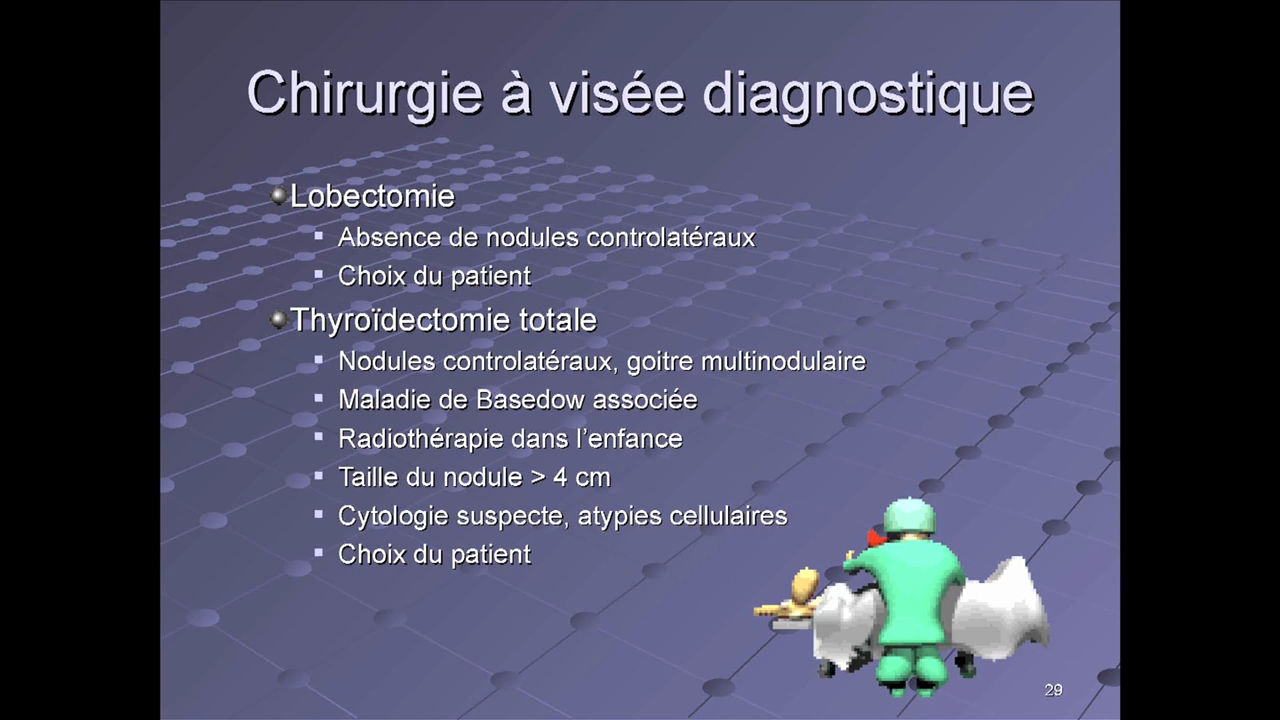 Chirurgie à visée diagnostique
Lobectomie
Absence de nodules controlatéraux
Choix du patient
Thyroïdectomie totale
Nodules controlatéraux, goitre multinodulaire
Maladie de Basedow associée
Radiothérapie dans l’enfance
Taille du nodule > 4 cm
Cytologie suspecte, atypies cellulaires
Choix du patient
29